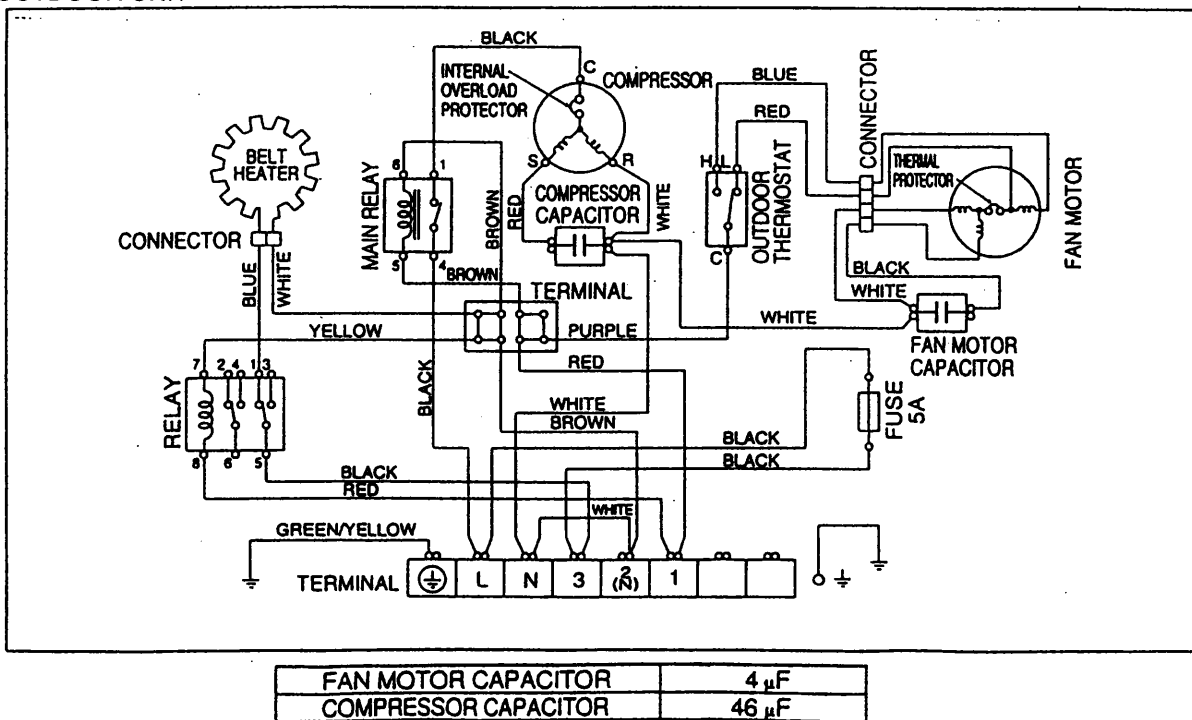 BLACK
INTERNAL
OVERLOAD
PROTECTOR
C
COMPRESSOR
BLUE
RED
CONNECTOR
BELT
HEATER
6
1
S
R
H
L
THERMAL
PROTECTOR
MAIN RELAY
BROWN
RED
COMPRESSOR
CAPACITOR
WHITE
OUTDOOR
THERMOSTAT
FAN MOTOR
CONNECTOR
5
4
BROWN
C
BLACK
BLUE
WHITE
TERMINAL
WHITE
YELLOW
PURPLE
WHITE
FAN MOTOR
CAPACITOR
7
2
4
1
3
BLACK
RED
RELAY
WHITE
BROWN
FUSE
5A
BLACK
BLACK
8
6
5
BLACK
RED
WHITE
GREEN/YELLOW
TERMINAL
L
N
3
2
(N)
1
FAN MOTOR CAPACITOR 4 μF
COMPRESSOR CAPACITOR 46 μF